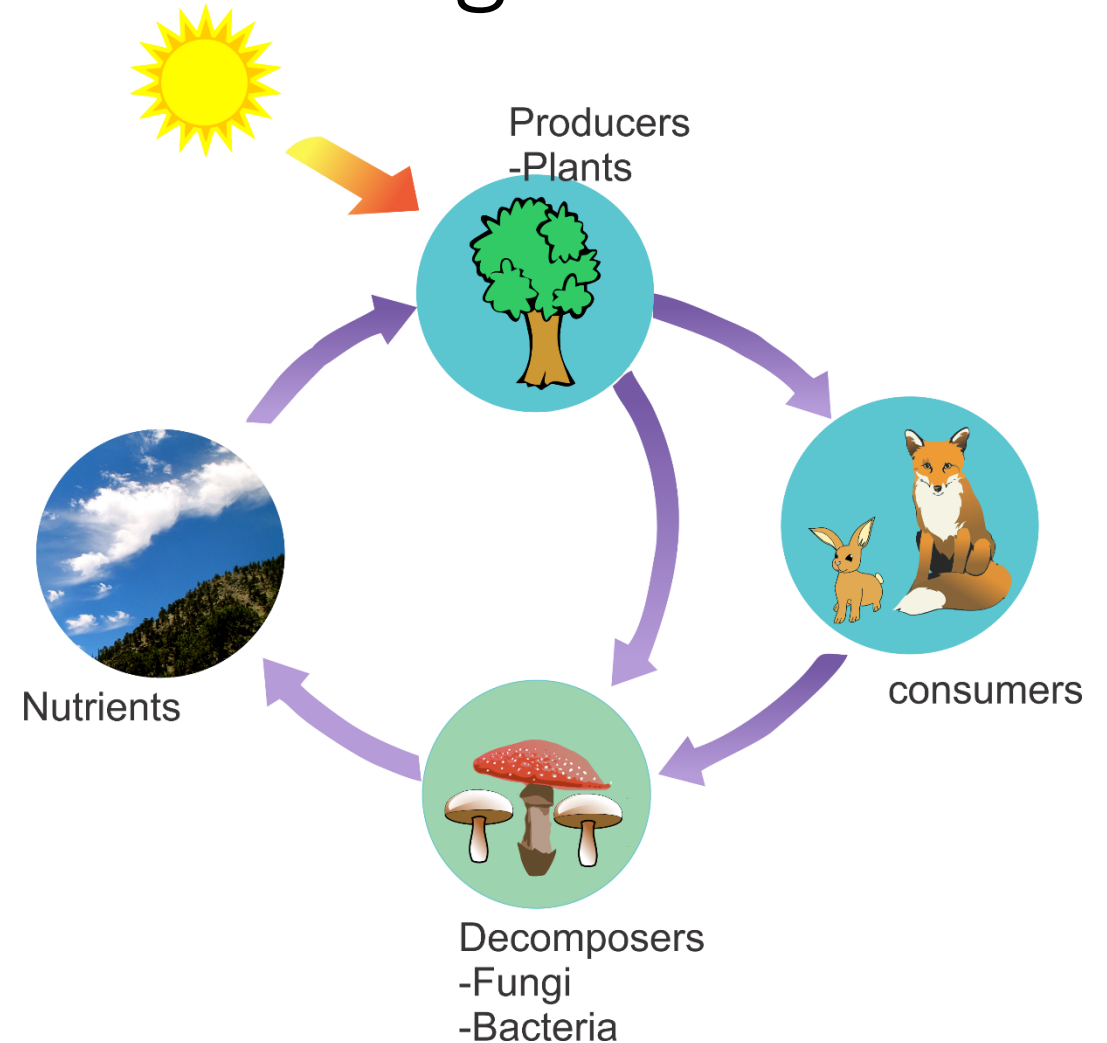 Producers
-Plants
consumers
Nutrients
Decomposers
-Fungi
-Bacteria